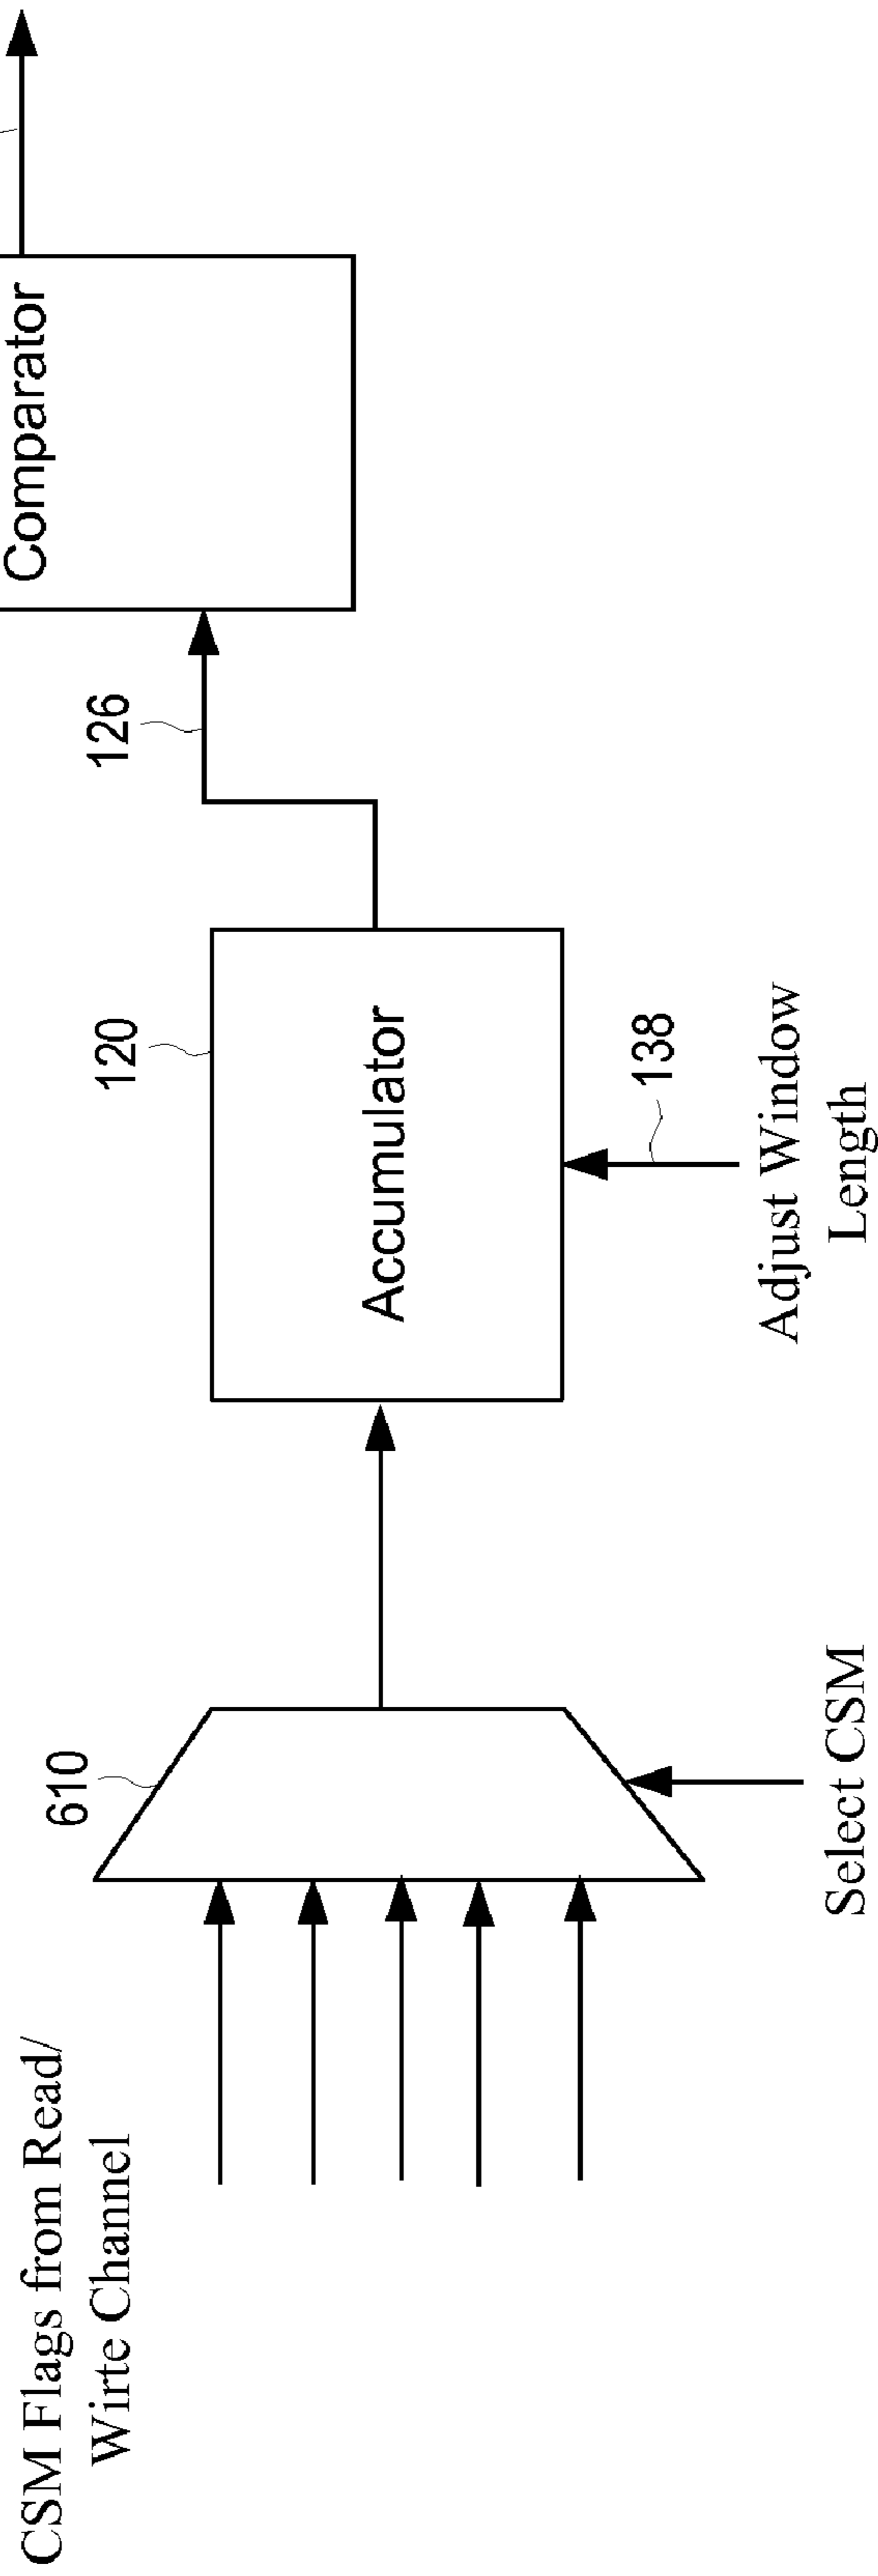 CSM Flags from Read/
Wirte Channel
610
Select CSM
120
Accumulator
138
Adjust Window
Length
126
Comparator